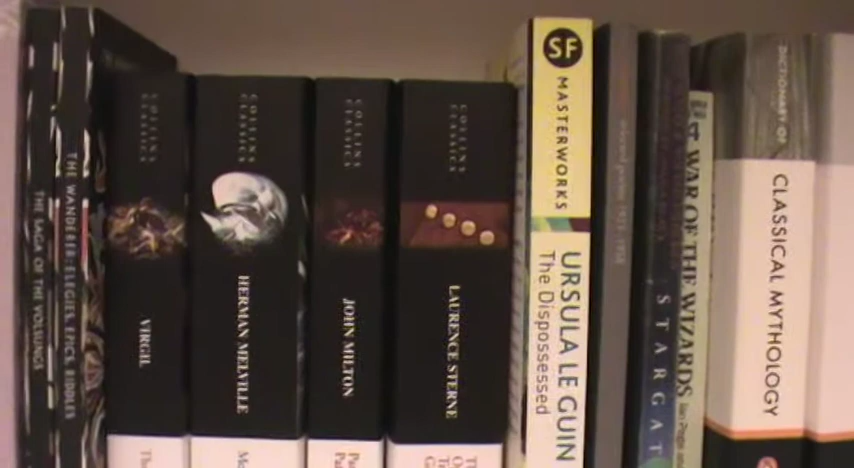 THE SAGA OF THE VOLSUNGS
THE WANDERER: ELEGIES, EPICS, RIDDLES
COLLINS
CLASSICS
VIRGIL
COLLINS
CLASSICS
HERMAN MELVILLE
COLLINS
CLASSICS
JOHN MILTON
COLLINS
CLASSICS
LAURENCE STERNE
SF
MASTERWORKS
URSULA LE GUIN
The Dispossessed
STARGAT
WAR OF THE WIZARDS
DICTIONARY OF
CLASSICAL MYTHOLOGY